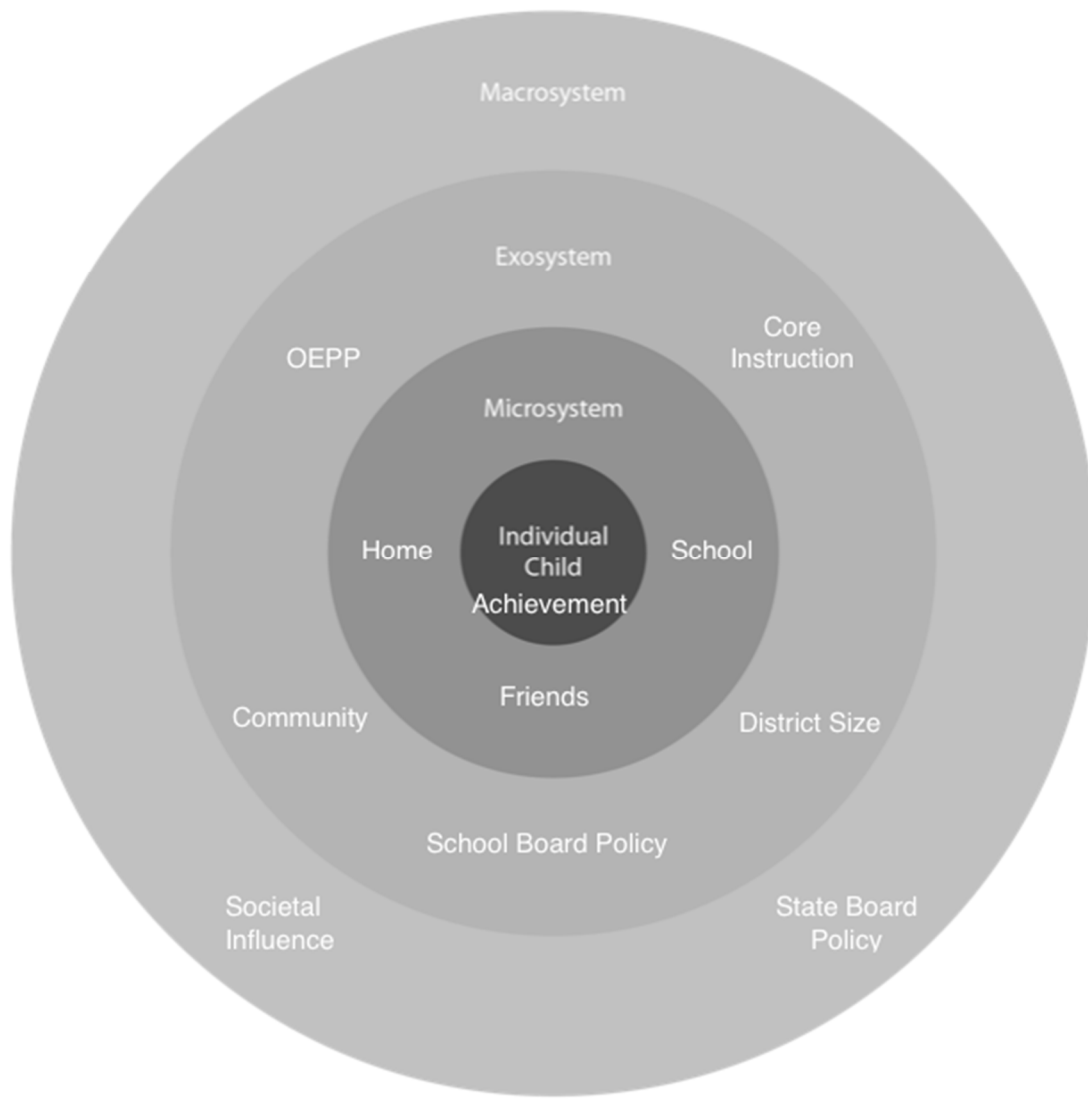 Macrosystem
Exosystem
Core
Instruction
OEPP
Microsystem
Home
Individual
Child
Achievement
School
Friends
Community
District Size
School Board Policy
Societal
Influence
State Board
Policy